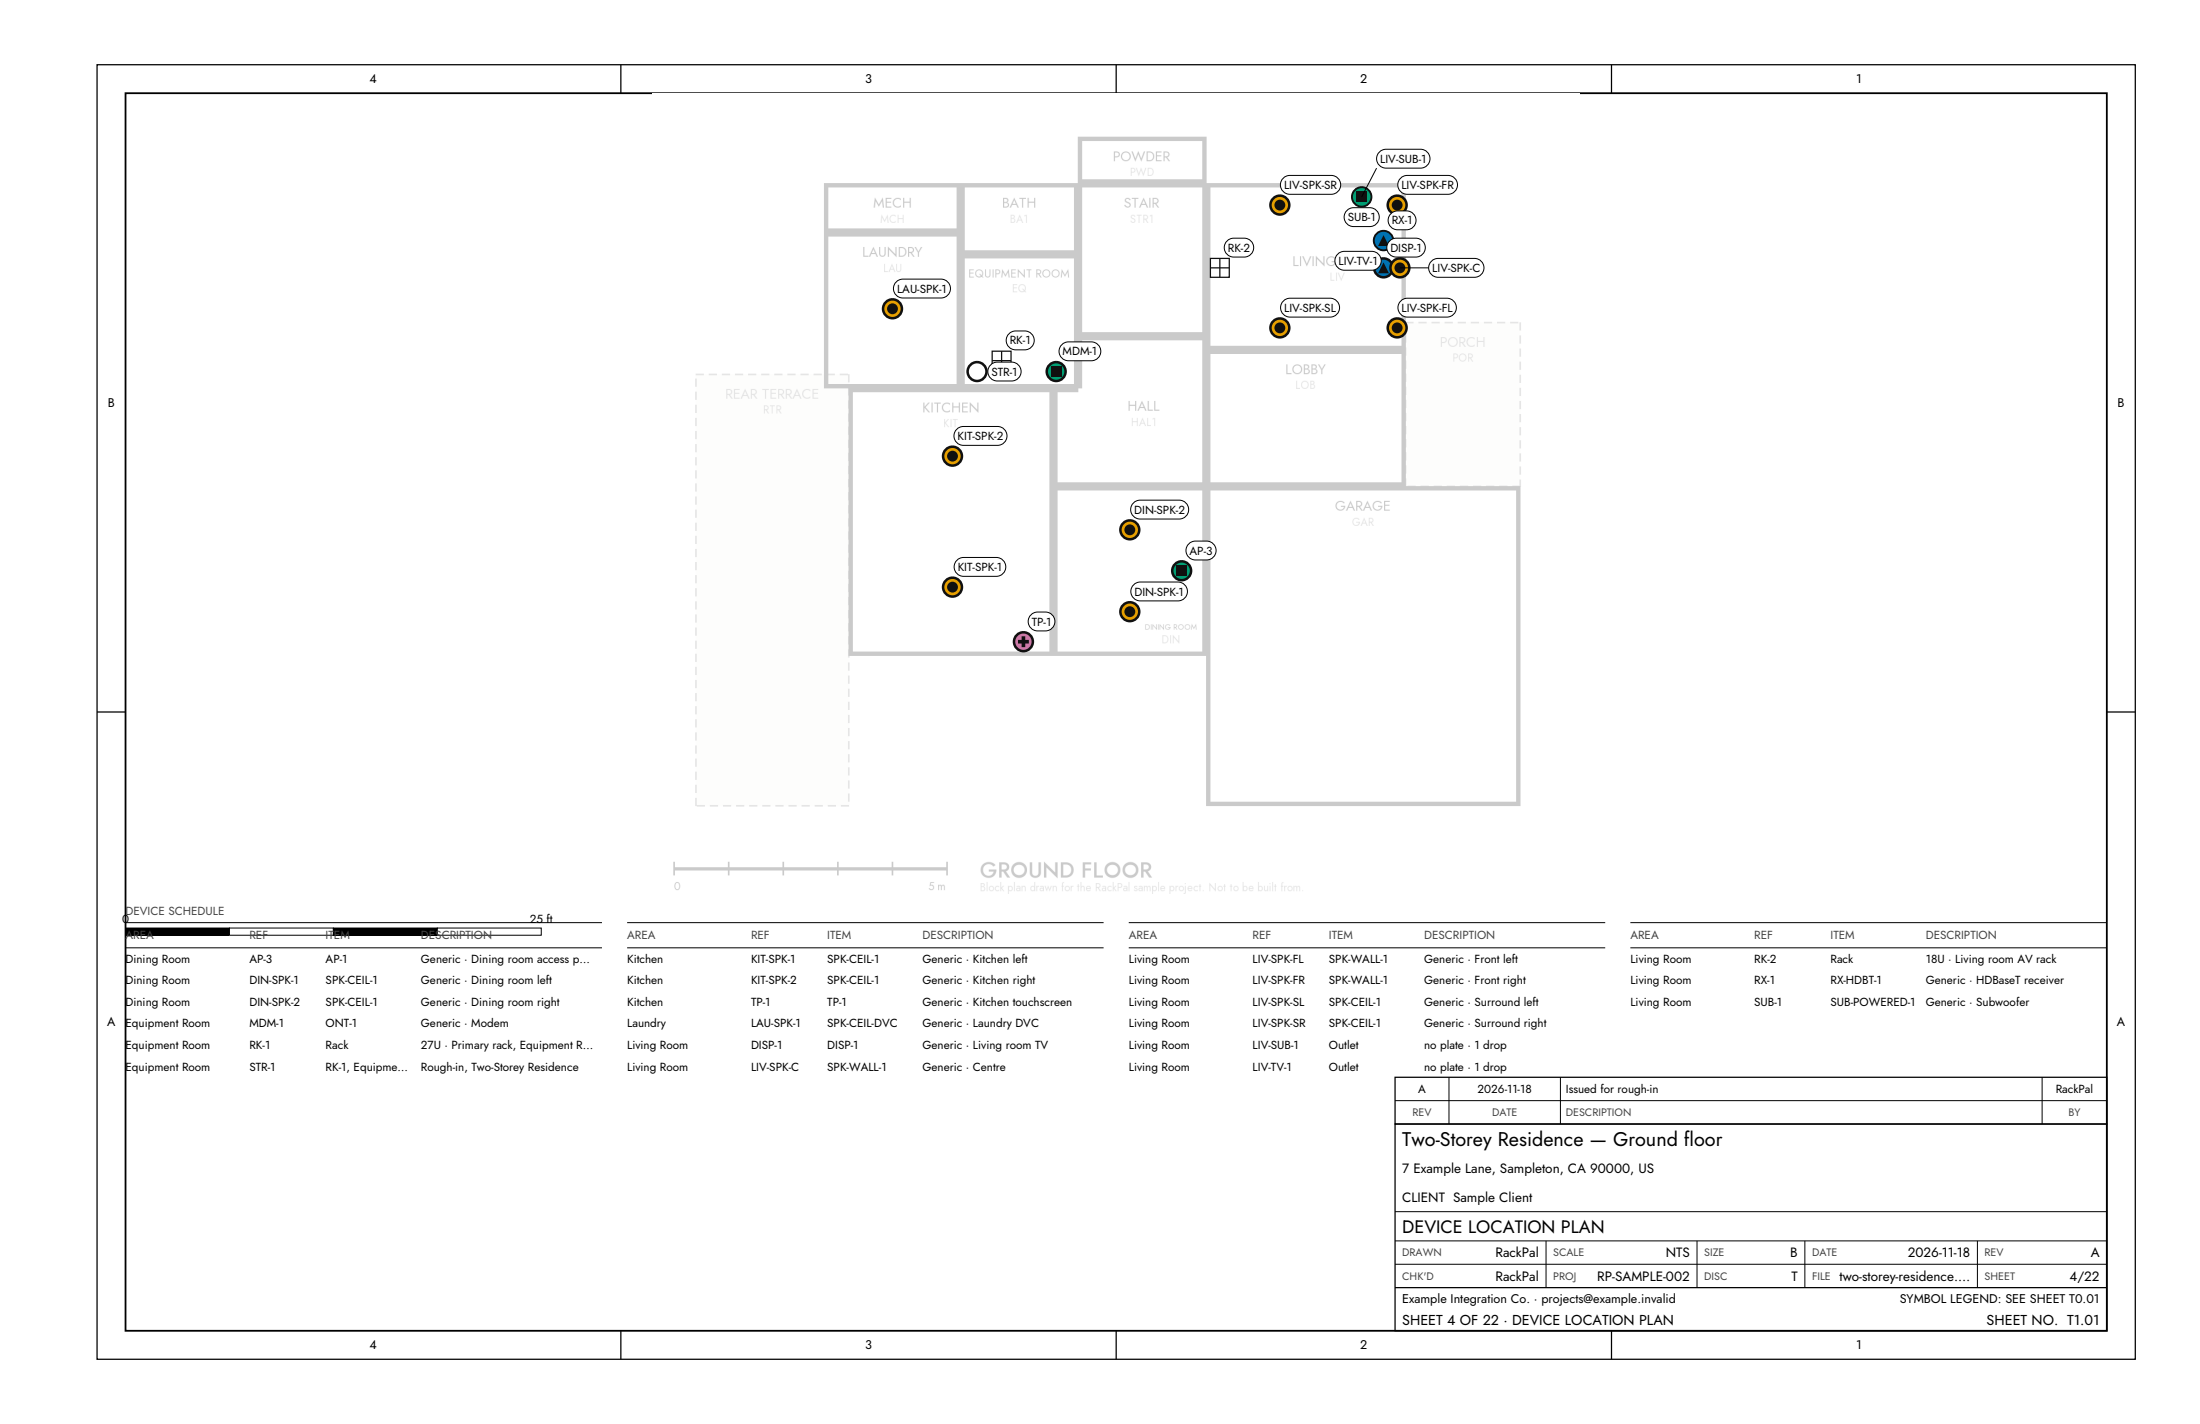 4 3 2 1
POWDER
PWD
LIV-SUB-1
LIV-SPK-SR
LIV-SPK-FR
MECH
MCH
BATH
BAT
STAIR
STR1
SUB-1
RX-1
LAUNDRY
LAU
RK-2
DISP-1
LIVING
LIV
LIV-TV-1
LIV-SPK-C
EQUIPMENT ROOM
EQ
LAU-SPK-1
LIV-SPK-SL
LIV-SPK-FL
RK-1
MDM-1
STR-1
PORCH
POR
LOBBY
LOB
REAR TERRACE
RTR
B
B
KITCHEN
KIT
HALL
HAL1
KIT-SPK-2
DIN-SPK-2
GARAGE
GAR
AP-3
KIT-SPK-1
DIN-SPK-1
TP-1
DINING ROOM
DIN
0 5 m
GROUND FLOOR
Block plan drawn for the RackPal sample project. Not to be built from.
DEVICE SCHEDULE
0 25 ft
AREA REF ITEM DESCRIPTION
Dining Room AP-3 AP-1 Generic · Dining room access p...
Dining Room DIN-SPK-1 SPK-CEIL-1 Generic · Dining room left
Dining Room DIN-SPK-2 SPK-CEIL-1 Generic · Dining room right
Equipment Room MDM-1 ONT-1 Generic · Modem
Equipment Room RK-1 Rack 27U · Primary rack, Equipment R...
Equipment Room STR-1 RK-1, Equipme... Rough-in, Two-Storey Residence
AREA REF ITEM DESCRIPTION
Kitchen KIT-SPK-1 SPK-CEIL-1 Generic · Kitchen left
Kitchen KIT-SPK-2 SPK-CEIL-1 Generic · Kitchen right
Kitchen TP-1 TP-1 Generic · Kitchen touchscreen
Laundry LAU-SPK-1 SPK-CEIL-DVC Generic · Laundry DVC
Living Room DISP-1 DISP-1 Generic · Living room TV
Living Room LIV-SPK-C SPK-WALL-1 Generic · Centre
AREA REF ITEM DESCRIPTION
Living Room LIV-SPK-FL SPK-WALL-1 Generic · Front left
Living Room LIV-SPK-FR SPK-WALL-1 Generic · Front right
Living Room LIV-SPK-SL SPK-CEIL-1 Generic · Surround left
Living Room LIV-SPK-SR SPK-CEIL-1 Generic · Surround right
Living Room LIV-SUB-1 Outlet no plate · 1 drop
Living Room LIV-TV-1 Outlet no plate · 1 drop
AREA REF ITEM DESCRIPTION
Living Room RK-2 Rack 18U · Living room AV rack
Living Room RX-1 RX-HDBT-1 Generic · HDBaseT receiver
Living Room SUB-1 SUB-POWERED-1 Generic · Subwoofer
A
A
A 2026-11-18 Issued for rough-in RackPal
REV DATE DESCRIPTION BY
Two-Storey Residence — Ground floor
7 Example Lane, Sampleton, CA 90000, US
CLIENT Sample Client
DEVICE LOCATION PLAN
DRAWN RackPal SCALE NTS SIZE B DATE 2026-11-18 REV A
CHK'D RackPal PROJ RP-SAMPLE-002 DISC T FILE two-storey-residence.... SHEET 4/22
Example Integration Co. · projects@example.invalid SYMBOL LEGEND: SEE SHEET T0.01
SHEET 4 OF 22 · DEVICE LOCATION PLAN SHEET NO. T1.01
4 3 2 1